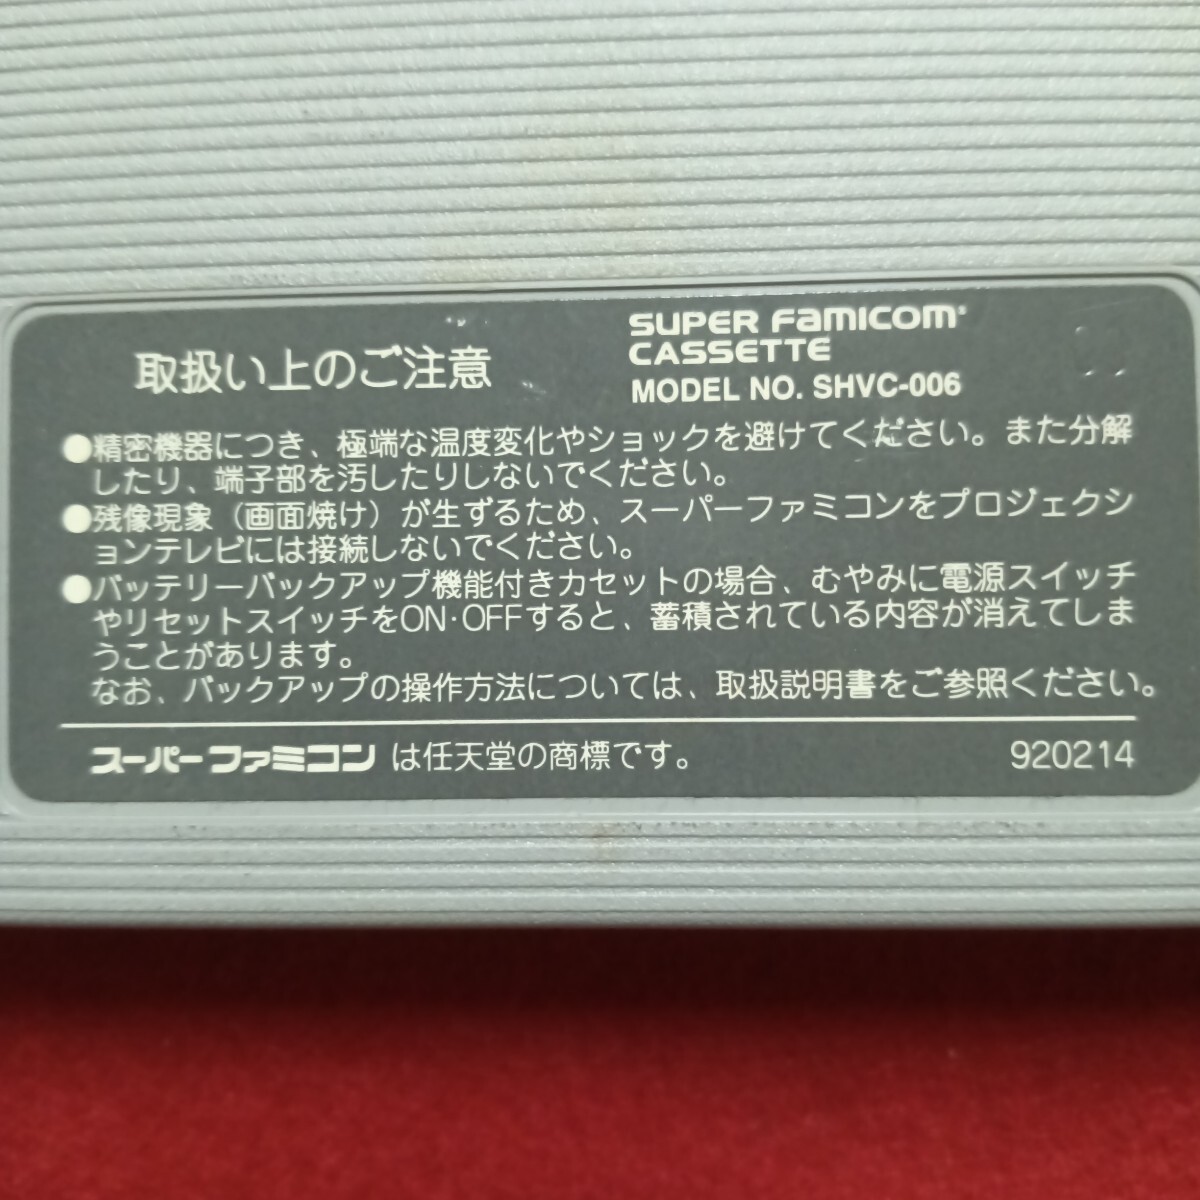 取扱い上のご注意
SUPER FAMICOM®
CASSETTE
MODEL NO. SHVC-006
●精密機器につき、極端な温度変化やショックを避けてください。また分解
したり、端子部を汚したりしないでください。
●残像現象（画面焼け）が生ずるため、スーパーファミコンをプロジェクシ
ョンテレビには接続しないでください。
●バッテリーバックアップ機能付きカセットの場合、むやみに電源スイッチ
やリセットスイッチをON・OFFすると、蓄積されている内容が消えてしま
うことがあります。
なお、バックアップの操作方法については、取扱説明書をご参照ください。
スーパーファミコン は任天堂の商標です。 920214